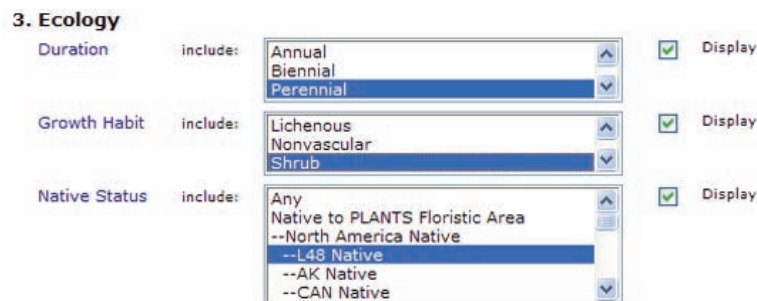 3. Ecology
Duration include: Annual Display
Biennial
Perennial
Growth Habit include: Lichenous Display
Nonvascular
Shrub
Native Status include: Any Display
Native to PLANTS Floristic Area
--North America Native
--L48 Native
--AK Native
--CAN Native